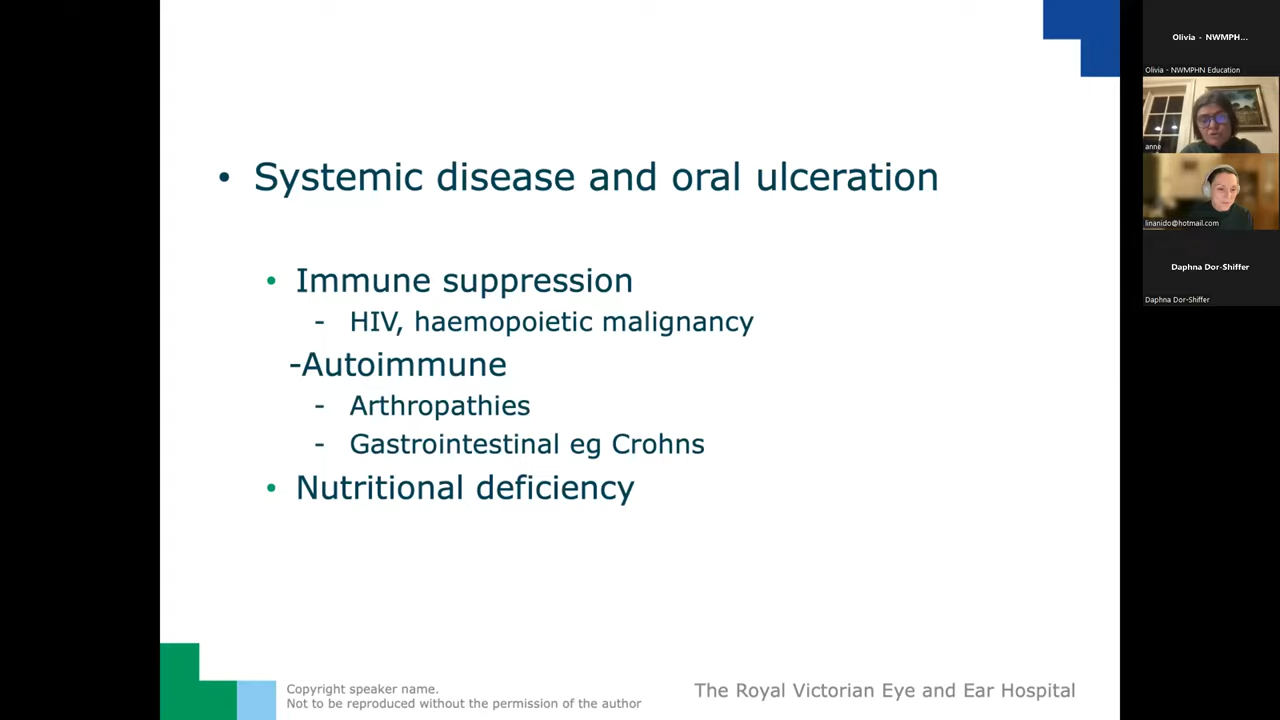 • Systemic disease and oral ulceration
• Immune suppression
- HIV, haemopoietic malignancy
-Autoimmune
- Arthropathies
- Gastrointestinal eg Crohns
• Nutritional deficiency
Copyright speaker name.
Not to be reproduced without the permission of the author
The Royal Victorian Eye and Ear Hospital
Olivia - NWMPH...
Olivia - NWMPHN Education
anne
linanido@hotmail.com
Daphna Dor-Shiffer
Daphna Dor-Shiffer